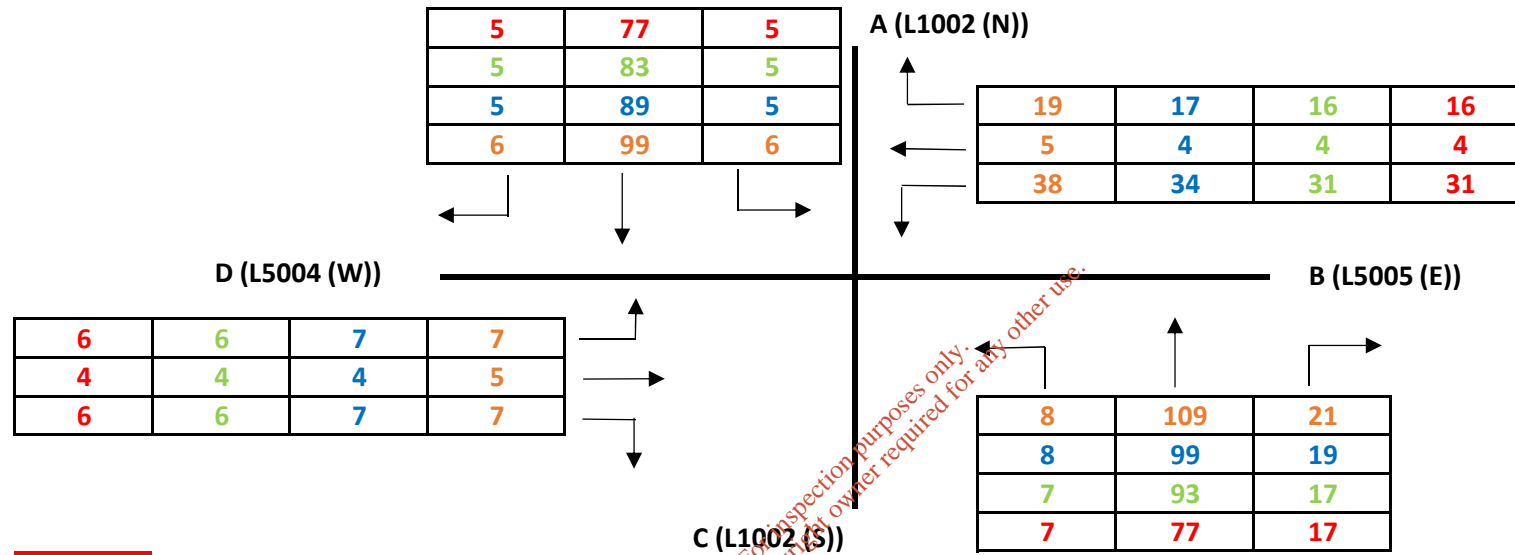 A (L1002 (N))
5 77 5
5 83 5
5 89 5
6 99 6
19 17 16 16
5 4 4 4
38 34 31 31
D (L5004 (W))
B (L5005 (E))
6 6 7 7
4 4 4 5
6 6 7 7
8 109 21
8 99 19
7 93 17
7 77 17
C (L1002 (S))
For inspection purposes only.
right owner required for any other use.